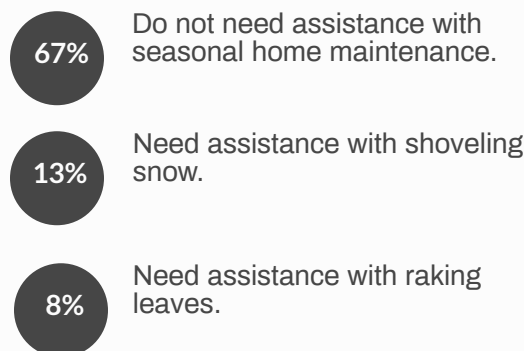 67%
Do not need assistance with
seasonal home maintenance.
13%
Need assistance with shoveling
snow.
8%
Need assistance with raking
leaves.